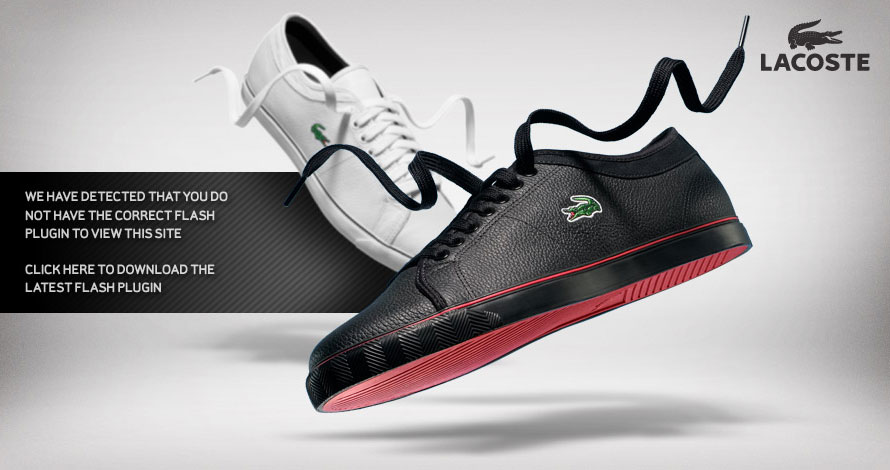 LACOSTE
WE HAVE DETECTED THAT YOU DO
NOT HAVE THE CORRECT FLASH
PLUGIN TO VIEW THIS SITE
CLICK HERE TO DOWNLOAD THE
LATEST FLASH PLUGIN